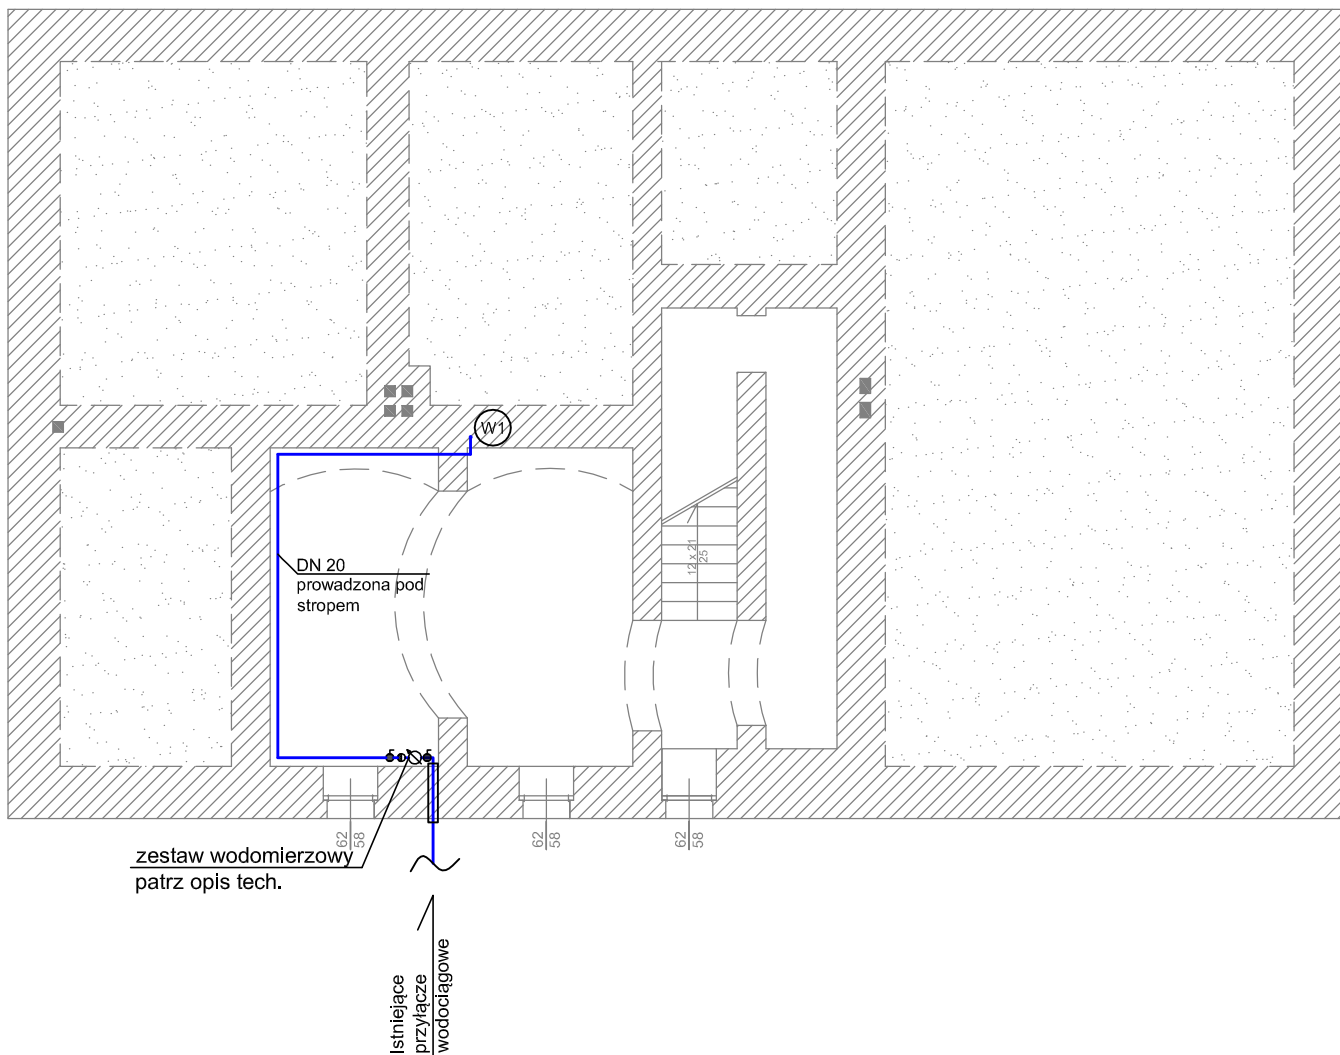 W1
DN 20
prowadzona pod
stropem
12 x 21
25
62
58
62
58
62
58
zestaw wodomierzowy
patrz opis tech.
Istniejące
przyłącze
wodociągowe